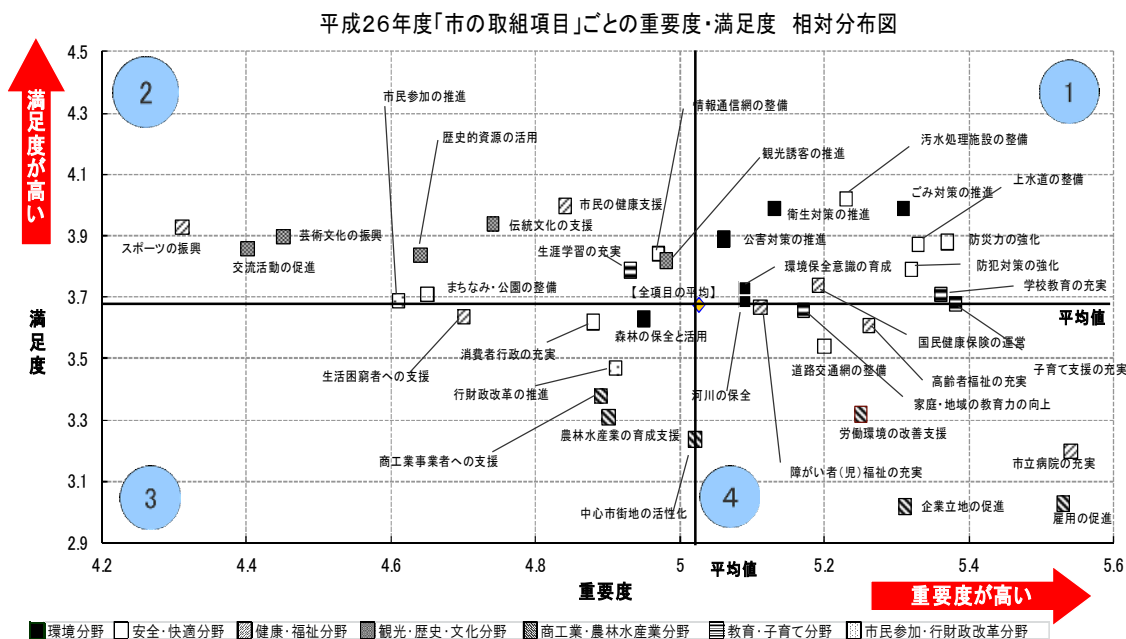 平成26年度「市の取組項目」ごとの重要度・満足度 相対分布図
満足度が高い
満足度
4.5
4.3
4.1
3.9
3.7
3.5
3.3
3.1
2.9
2
1
市民参加の推進
情報通信網の整備
歴史的資源の活用
観光誘客の推進
汚水処理施設の整備
ごみ対策の推進
上水道の整備
市民の健康支援
衛生対策の推進
スポーツの振興
芸術文化の振興
伝統文化の支援
公害対策の推進
防災力の強化
交流活動の促進
生涯学習の充実
環境保全意識の育成
防犯対策の強化
まちなみ・公園の整備
【全項目の平均】
学校教育の充実
平均値
消費者行政の充実
森林の保全と活用
国民健康保険の運営
生活困窮者への支援
道路交通網の整備
子育て支援の充実
行財政改革の推進
河川の保全
高齢者福祉の充実
家庭・地域の教育力の向上
農林水産業の育成支援
労働環境の改善支援
商工業事業者への支援
障がい者(児)福祉の充実
市立病院の充実
3
4
中心市街地の活性化
企業立地の促進
雇用の促進
4.2
4.4
4.6
4.8
5
5.2
5.4
5.6
平均値
重要度
重要度が高い
環境分野 安全・快適分野 健康・福祉分野 観光・歴史・文化分野 商工業・農林水産業分野 教育・子育て分野 市民参加・行財政改革分野